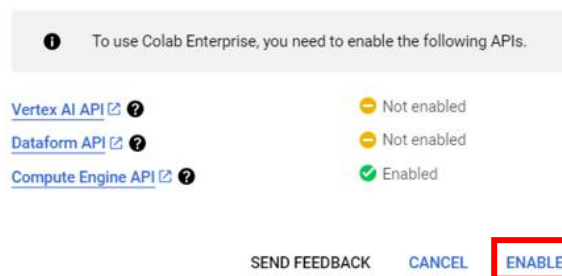 To use Colab Enterprise, you need to enable the following APIs.
Vertex AI API Not enabled
Dataform API Not enabled
Compute Engine API Enabled
SEND FEEDBACK CANCEL ENABLE